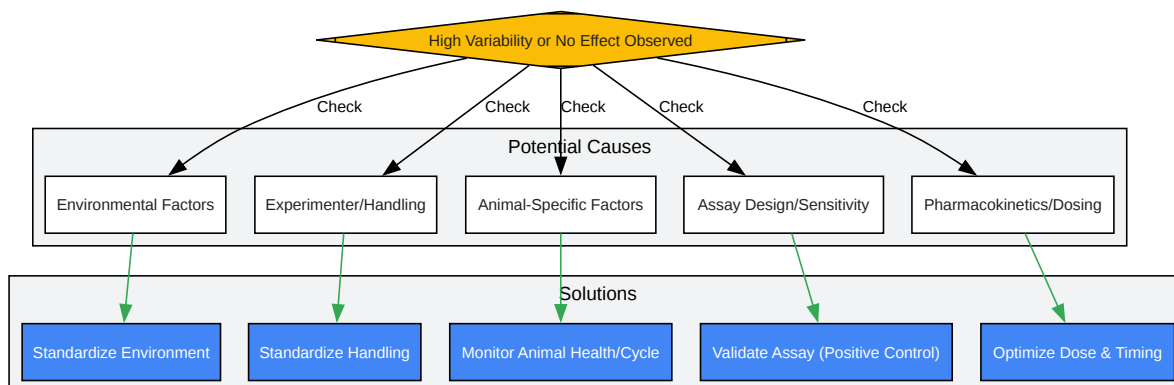 High Variability or No Effect Observed
Check
Check
Check
Check
Check
Potential Causes
Environmental Factors
Experimenter/Handling
Animal-Specific Factors
Assay Design/Sensitivity
Pharmacokinetics/Dosing
Solutions
Standardize Environment
Standardize Handling
Monitor Animal Health/Cycle
Validate Assay (Positive Control)
Optimize Dose & Timing